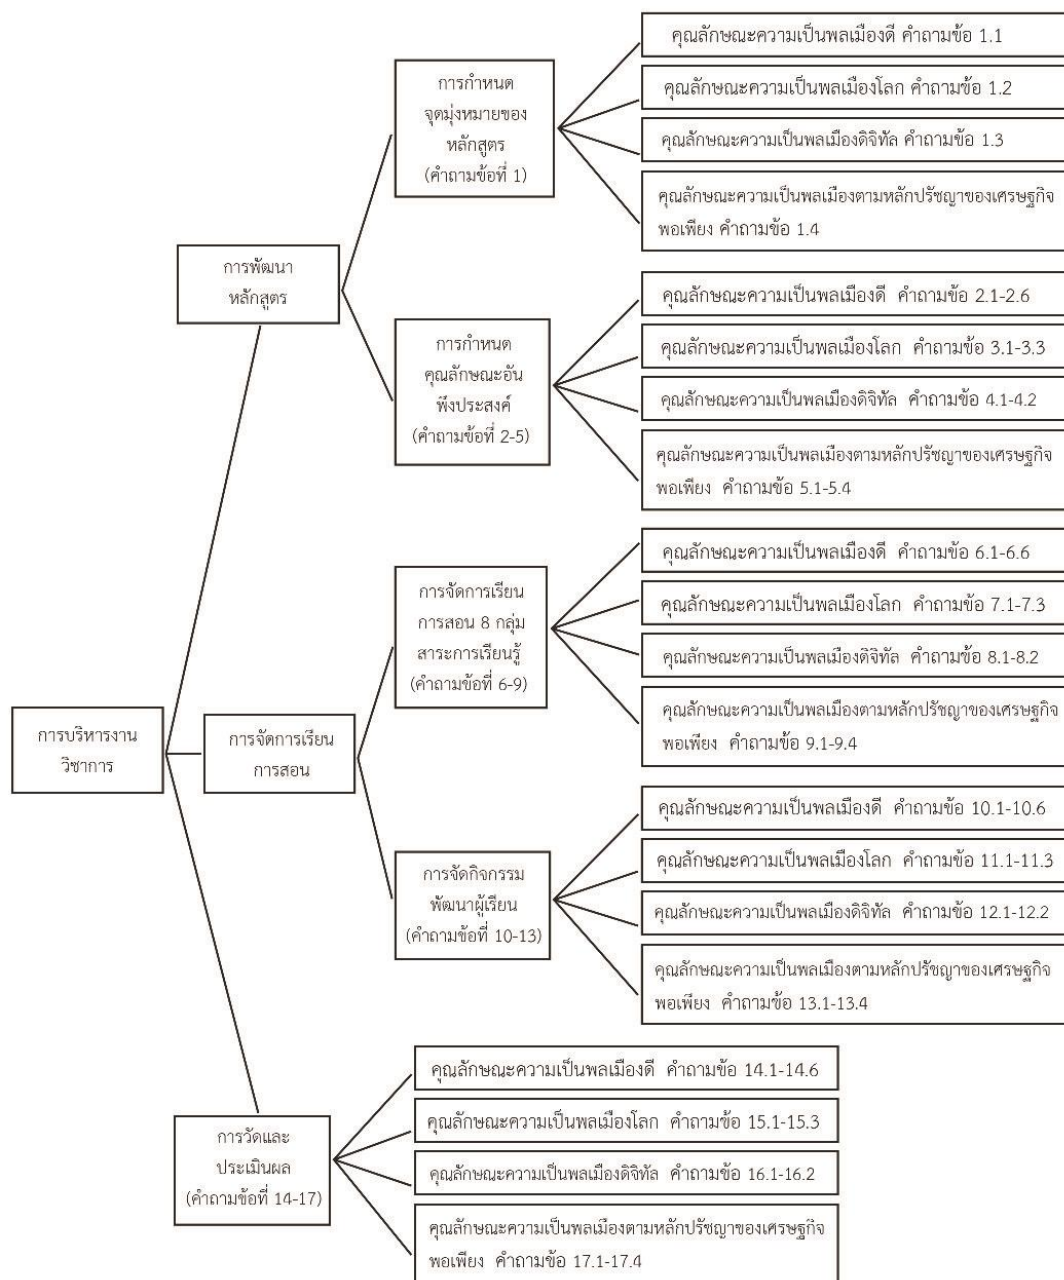 การบริหารงาน
วิชาการ
การพัฒนา
หลักสูตร
การกำหนด
จุดมุ่งหมายของ
หลักสูตร
(คำถามข้อที่ 1)
คุณลักษณะความเป็นพลเมืองดี คำถามข้อ 1.1
คุณลักษณะความเป็นพลเมืองโลก คำถามข้อ 1.2
คุณลักษณะความเป็นพลเมืองดิจิทัล คำถามข้อ 1.3
คุณลักษณะความเป็นพลเมืองตามหลักปรัชญาของเศรษฐกิจ
พอเพียง คำถามข้อ 1.4
การกำหนด
คุณลักษณะอัน
พึงประสงค์
(คำถามข้อที่ 2-5)
คุณลักษณะความเป็นพลเมืองดี คำถามข้อ 2.1-2.6
คุณลักษณะความเป็นพลเมืองโลก คำถามข้อ 3.1-3.3
คุณลักษณะความเป็นพลเมืองดิจิทัล คำถามข้อ 4.1-4.2
คุณลักษณะความเป็นพลเมืองตามหลักปรัชญาของเศรษฐกิจ
พอเพียง คำถามข้อ 5.1-5.4
การจัดการเรียน
การสอน
การจัดการเรียน
การสอน 8 กลุ่ม
สาระการเรียนรู้
(คำถามข้อที่ 6-9)
คุณลักษณะความเป็นพลเมืองดี คำถามข้อ 6.1-6.6
คุณลักษณะความเป็นพลเมืองโลก คำถามข้อ 7.1-7.3
คุณลักษณะความเป็นพลเมืองดิจิทัล คำถามข้อ 8.1-8.2
คุณลักษณะความเป็นพลเมืองตามหลักปรัชญาของเศรษฐกิจ
พอเพียง คำถามข้อ 9.1-9.4
การจัดกิจกรรม
พัฒนาผู้เรียน
(คำถามข้อที่ 10-13)
คุณลักษณะความเป็นพลเมืองดี คำถามข้อ 10.1-10.6
คุณลักษณะความเป็นพลเมืองโลก คำถามข้อ 11.1-11.3
คุณลักษณะความเป็นพลเมืองดิจิทัล คำถามข้อ 12.1-12.2
คุณลักษณะความเป็นพลเมืองตามหลักปรัชญาของเศรษฐกิจ
พอเพียง คำถามข้อ 13.1-13.4
การวัดและ
ประเมินผล
(คำถามข้อที่ 14-17)
คุณลักษณะความเป็นพลเมืองดี คำถามข้อ 14.1-14.6
คุณลักษณะความเป็นพลเมืองโลก คำถามข้อ 15.1-15.3
คุณลักษณะความเป็นพลเมืองดิจิทัล คำถามข้อ 16.1-16.2
คุณลักษณะความเป็นพลเมืองตามหลักปรัชญาของเศรษฐกิจ
พอเพียง คำถามข้อ 17.1-17.4